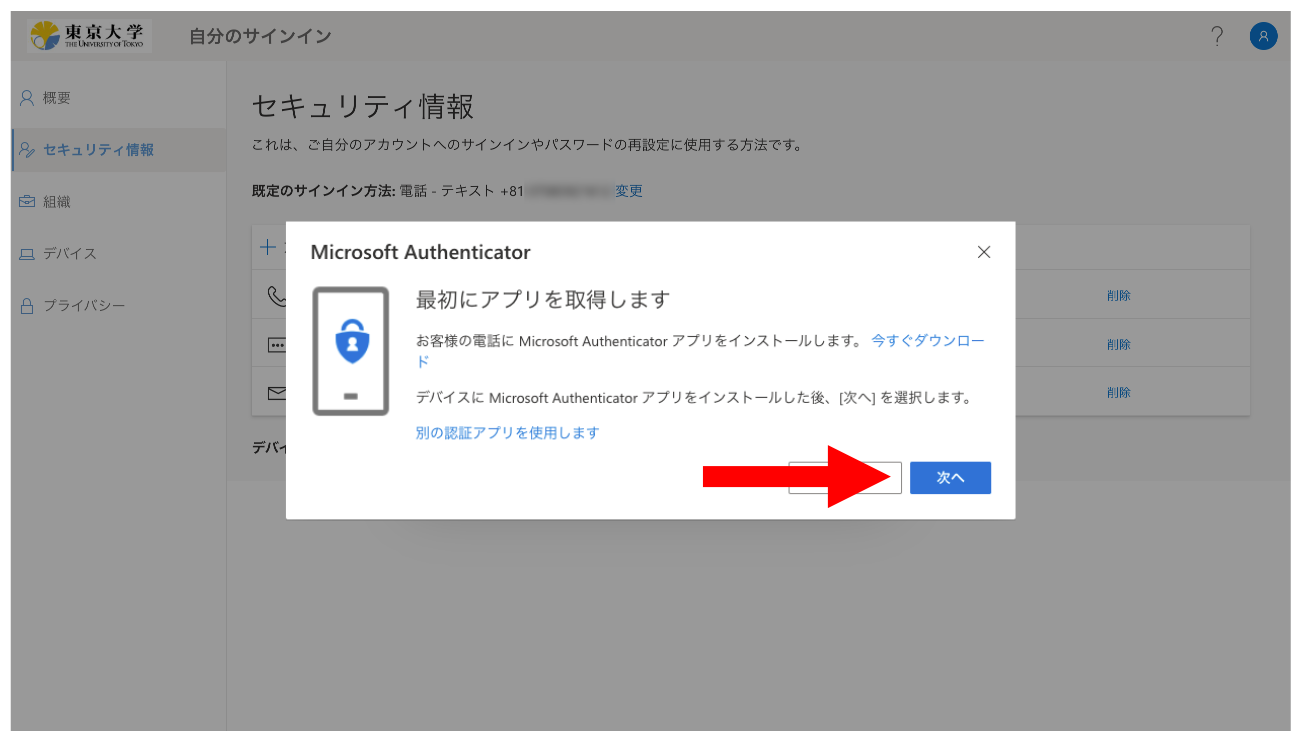 東京大学
THE UNIVERSITY OF TOKYO
自分のサインイン
?
概要
セキュリティ情報
組織
デバイス
プライバシー
セキュリティ情報
これは、ご自分のアカウントへのサインインやパスワードの再設定に使用する方法です。
既定のサインイン方法: 電話 - テキスト +81 変更
削除
削除
削除
Microsoft Authenticator
最初にアプリを取得します
お客様の電話に Microsoft Authenticator アプリをインストールします。 今すぐダウンロー
ド
デバイスに Microsoft Authenticator アプリをインストールした後、[次へ] を選択します。
別の認証アプリを使用します
次へ
デバイ